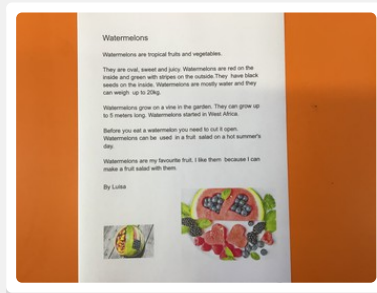 Watermelons
Watermelons are tropical fruits and vegetables.
They are oval, sweet and juicy. Watermelons are red on the
inside and green with stripes on the outside.They have black
seeds on the inside. Watermelons are mostly water and they
can weigh up to 20kg.
Watermelons grow on a vine in the garden. They can grow up
to 5 meters long. Watermelons started in West Africa.
Before you eat a watermelon you need to cut it open.
Watermelons can be used in a fruit salad on a hot summer's
day.
Watermelons are my favourite fruit. I like them because I can
make a fruit salad with them.
By Luisa